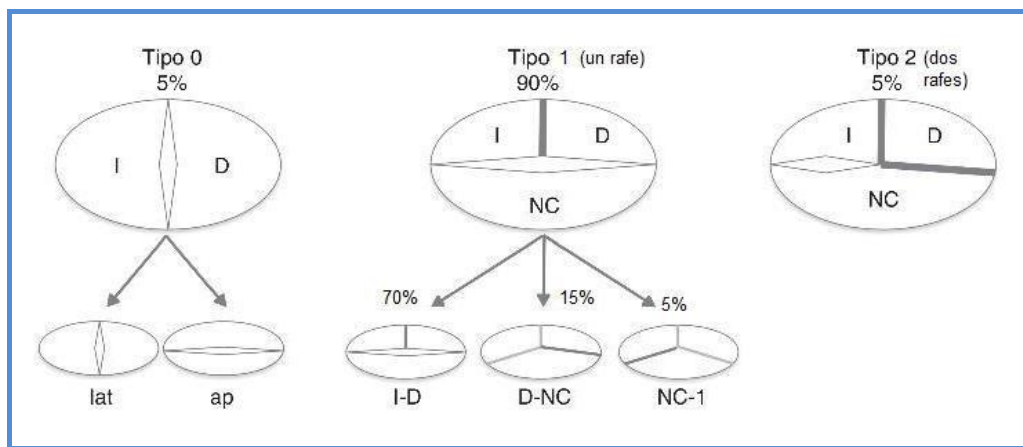 Tipo 0
5%
I D
lat ap
Tipo 1 (un rafe)
90%
I D
NC
70% 15% 5%
I-D D-NC NC-1
Tipo 2 (dos
5% rafes)
I D
NC